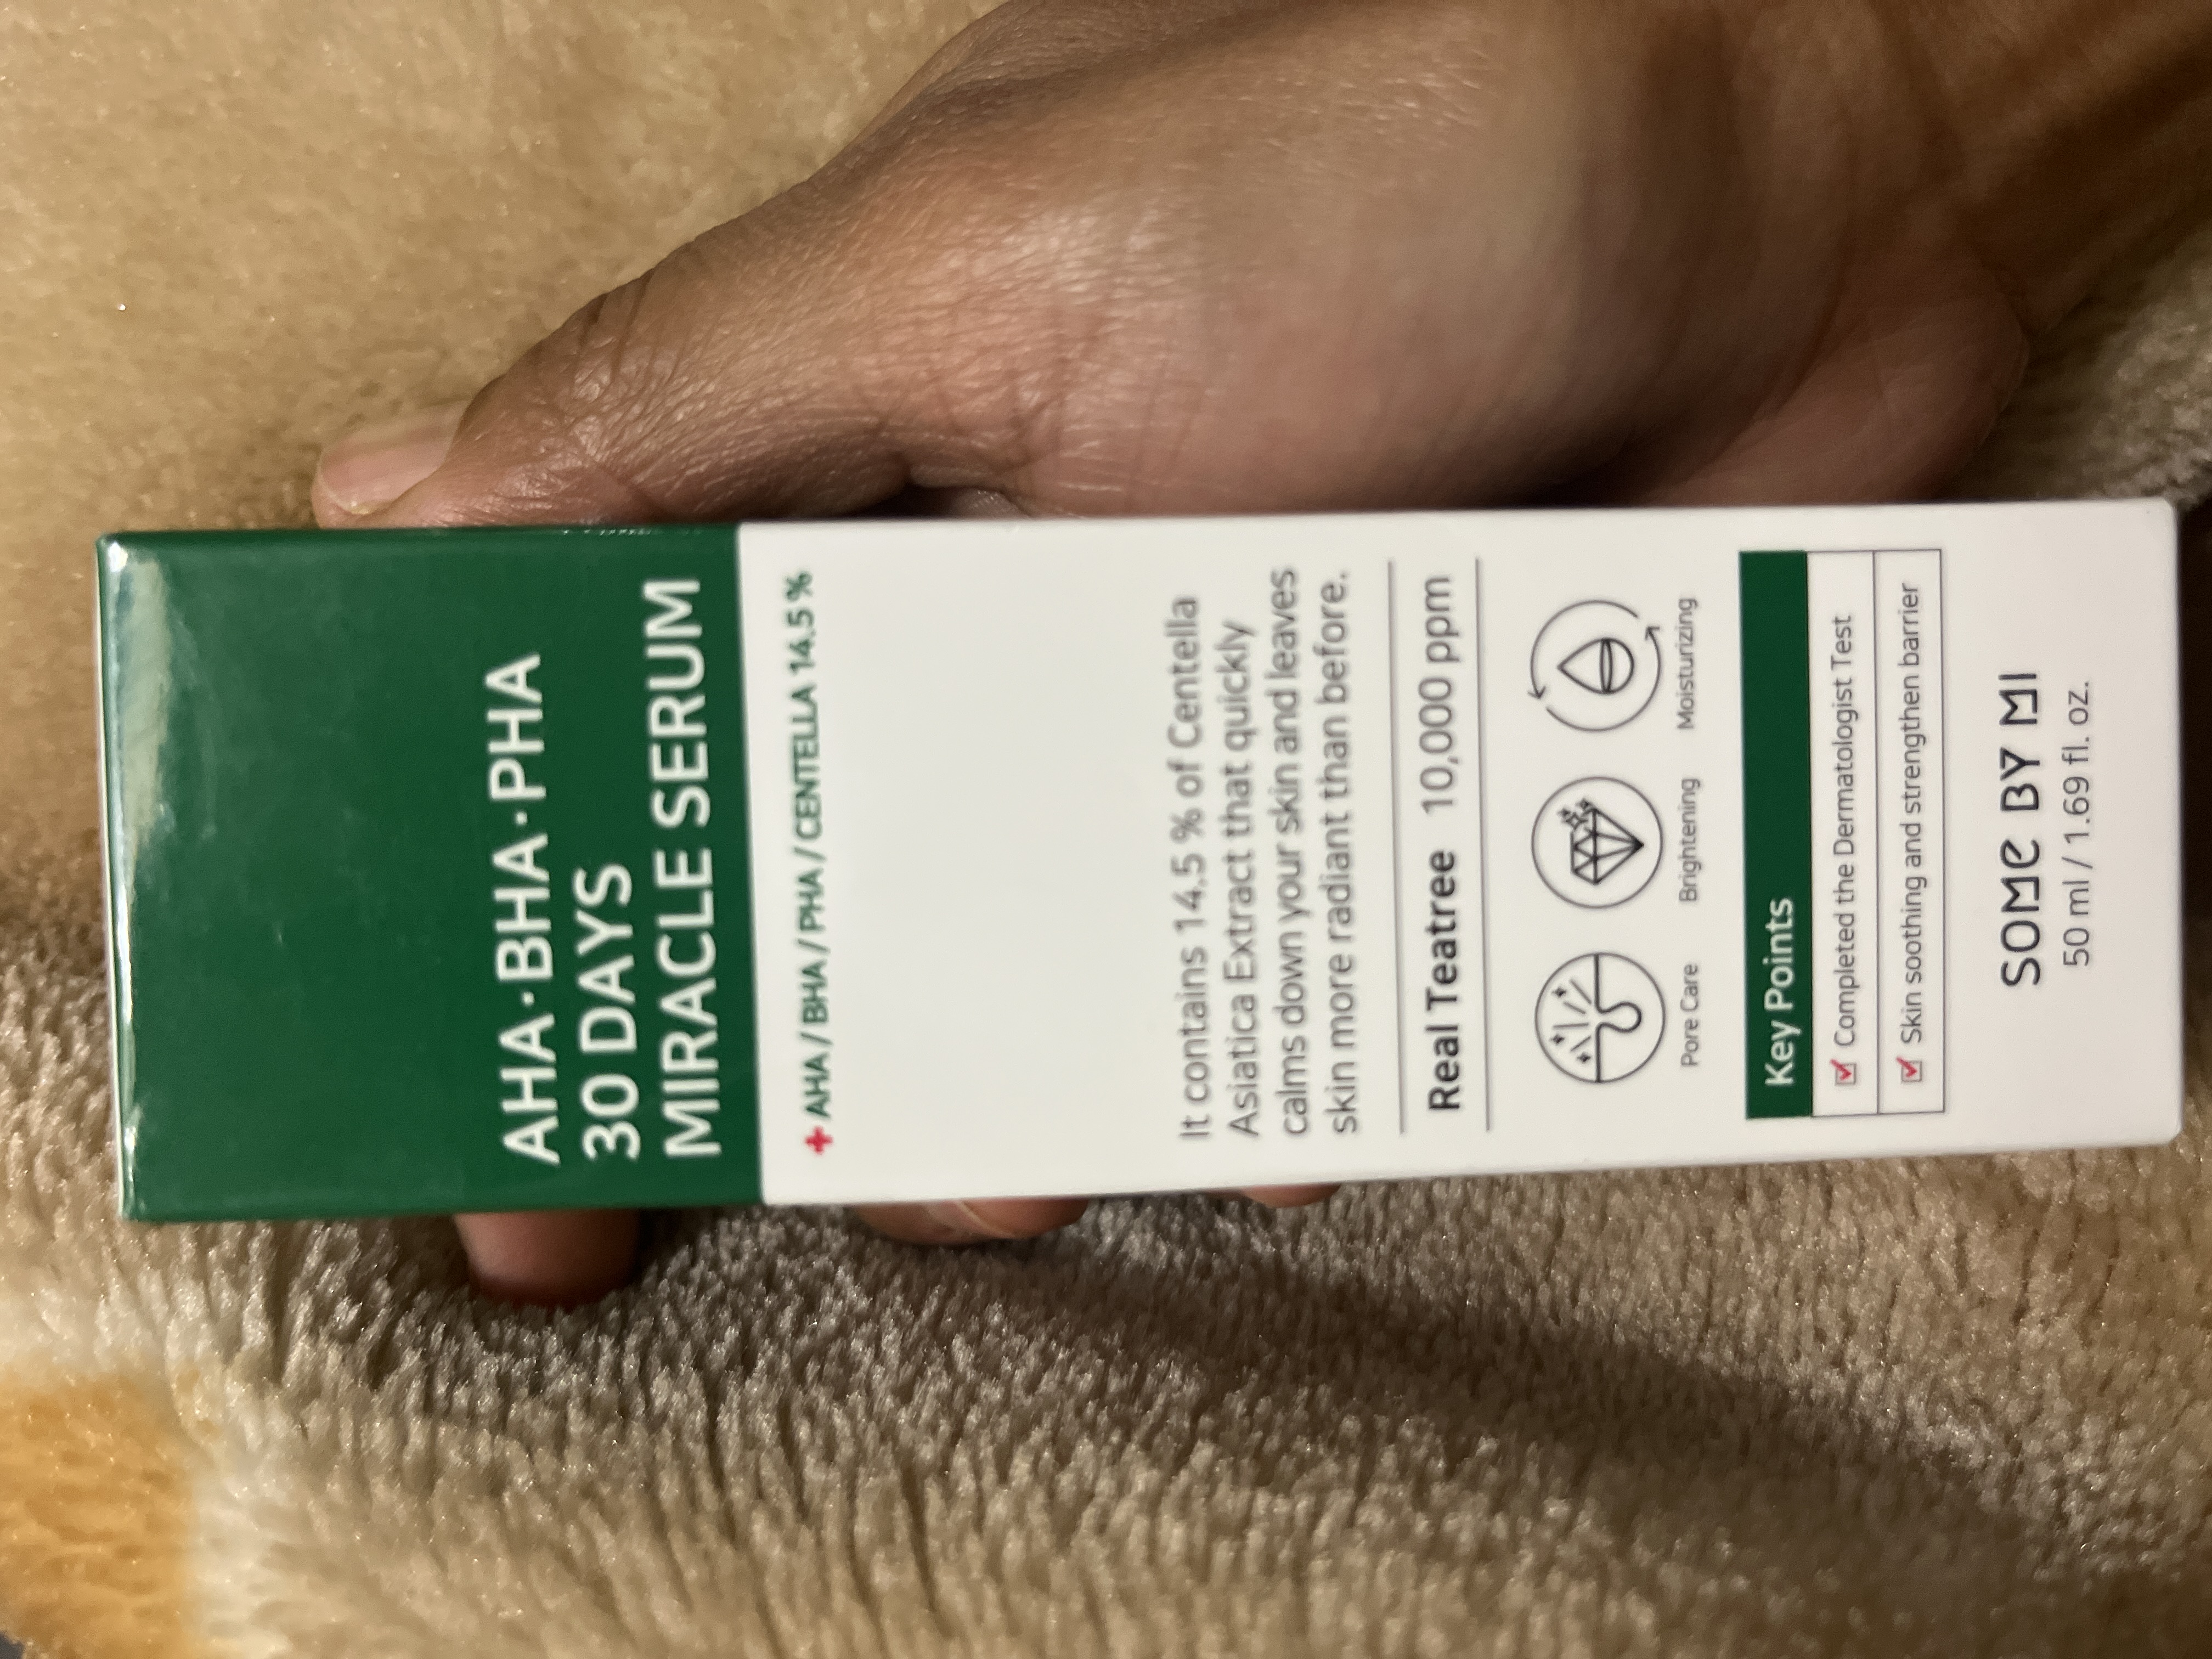 AHA·BHA·PHA
30 DAYS
MIRACLE SERUM
+ AHA / BHA / PHA / CENTELLA 14.5 %
It contains 14.5 % of Centella
Asiatica Extract that quickly
calms down your skin and leaves
skin more radiant than before.
Real Teatree 10,000 ppm
Pore Care Brightening Moisturizing
Key Points
Completed the Dermatologist Test
Skin soothing and strengthen barrier
SOME BY MI
50 ml / 1.69 fl. oz.